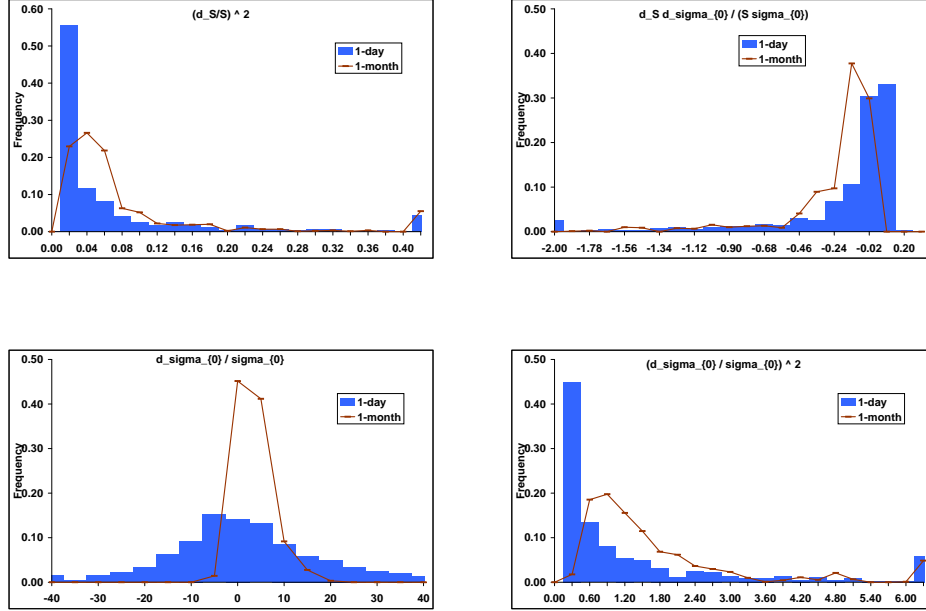 (d_S/S) ^ 2
0.60
0.50
0.40
0.30
0.20
0.10
0.00
Frequency
1-day
1-month
0.00 0.04 0.08 0.12 0.16 0.20 0.24 0.28 0.32 0.36 0.40
d_S d_sigma_{0} / (S sigma_{0})
0.50
0.40
0.30
0.20
0.10
0.00
Frequency
1-day
1-month
-2.00 -1.78 -1.56 -1.34 -1.12 -0.90 -0.68 -0.46 -0.24 -0.02 0.20
d_sigma_{0} / sigma_{0}
0.50
0.40
0.30
0.20
0.10
0.00
Frequency
1-day
1-month
-40 -30 -20 -10 0 10 20 30 40
(d_sigma_{0} / sigma_{0}) ^ 2
0.50
0.40
0.30
0.20
0.10
0.00
Frequency
1-day
1-month
0.00 0.60 1.20 1.80 2.40 3.00 3.60 4.20 4.80 5.40 6.00